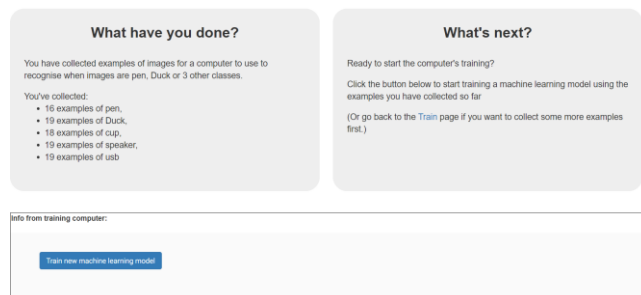 What have you done?
You have collected examples of images for a computer to use to
recognise when images are pen, Duck or 3 other classes.
You've collected:
• 16 examples of pen,
• 19 examples of Duck,
• 18 examples of cup,
• 19 examples of speaker,
• 19 examples of usb
What's next?
Ready to start the computer's training?
Click the button below to start training a machine learning model using the
examples you have collected so far
(Or go back to the Train page if you want to collect some more examples
first.)
Info from training computer:
Train new machine learning model